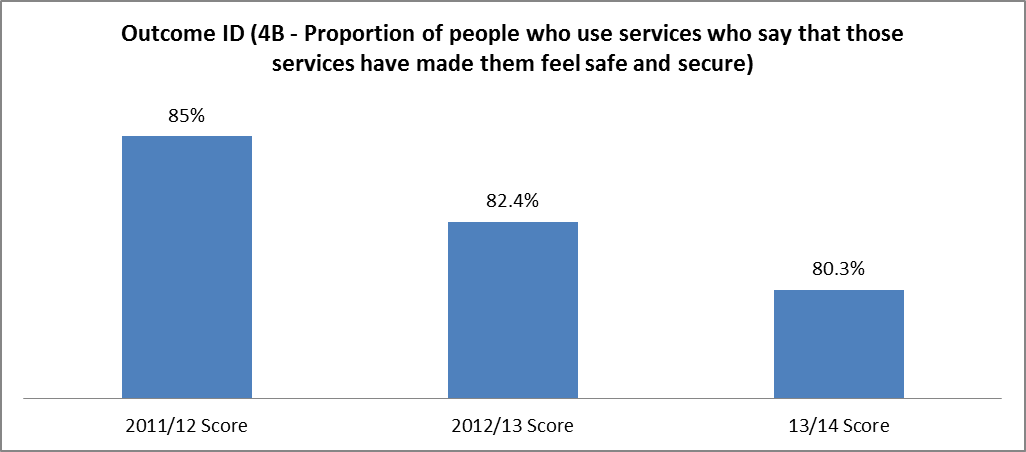 Outcome ID (4B - Proportion of people who use services who say that those
services have made them feel safe and secure)
85%
82.4%
80.3%
2011/12 Score
2012/13 Score
13/14 Score